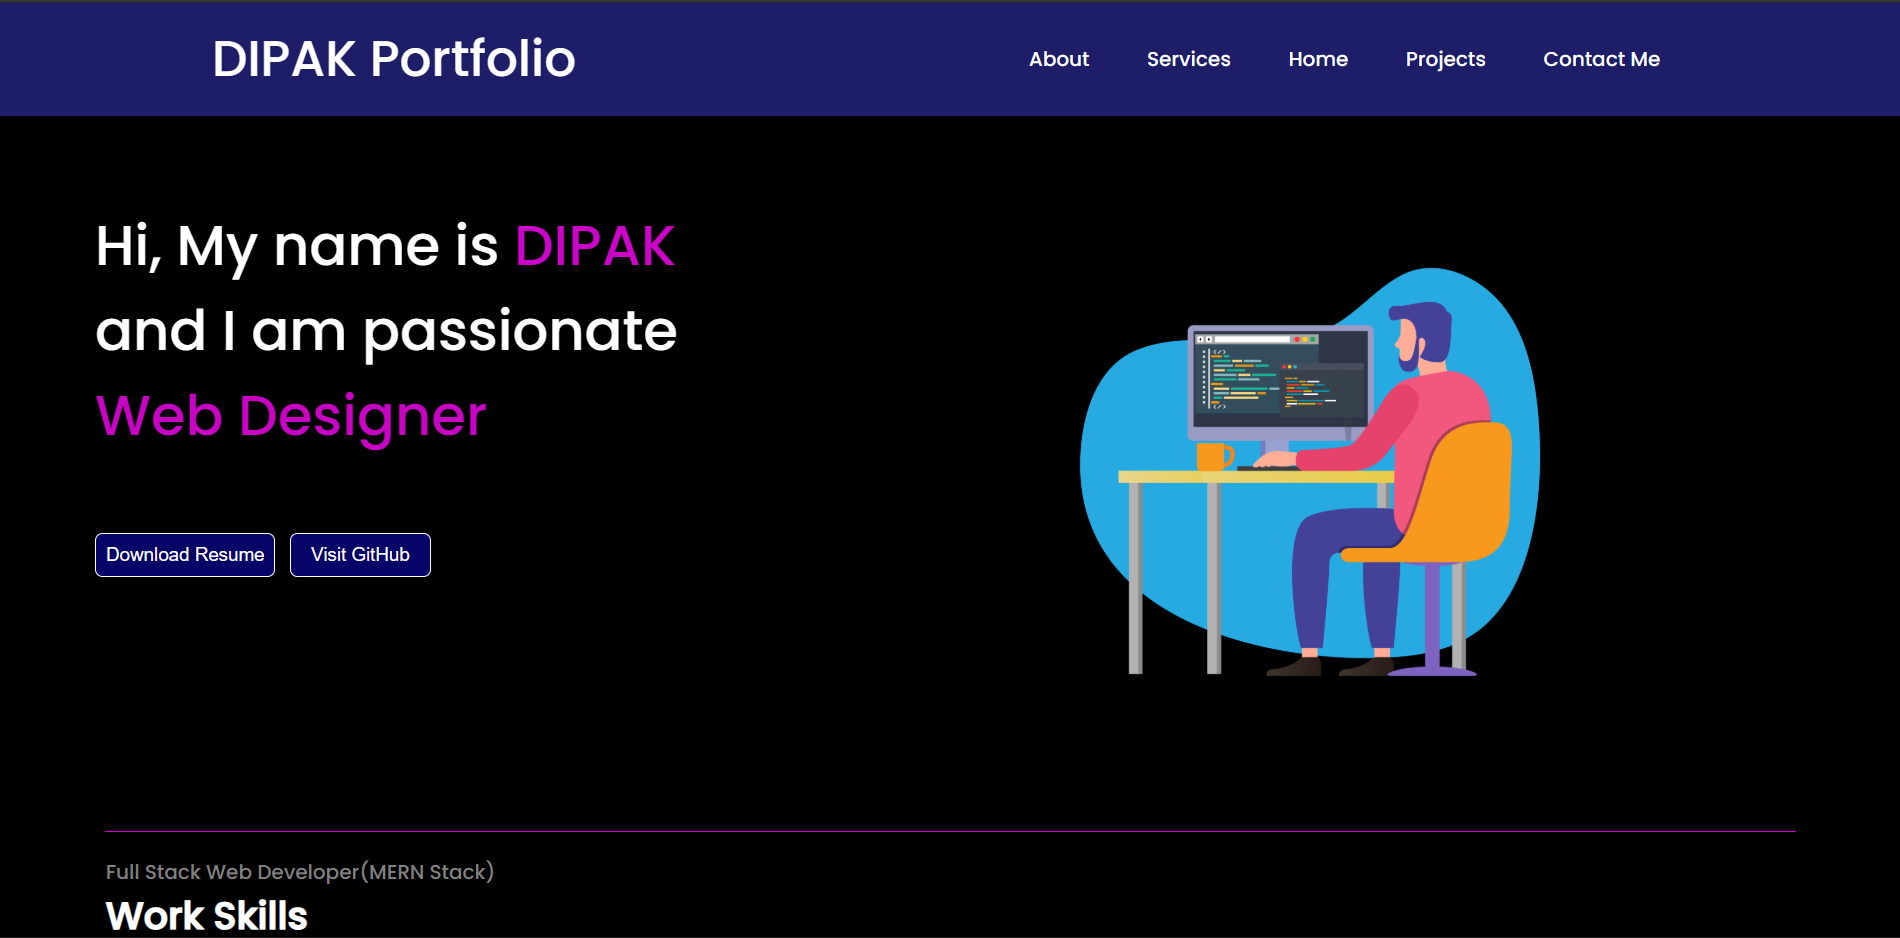 DIPAK Portfolio
About Services Home Projects Contact Me
Hi, My name is DIPAK
and I am passionate
Web Designer
Download Resume Visit GitHub
Full Stack Web Developer(MERN Stack)
Work Skills